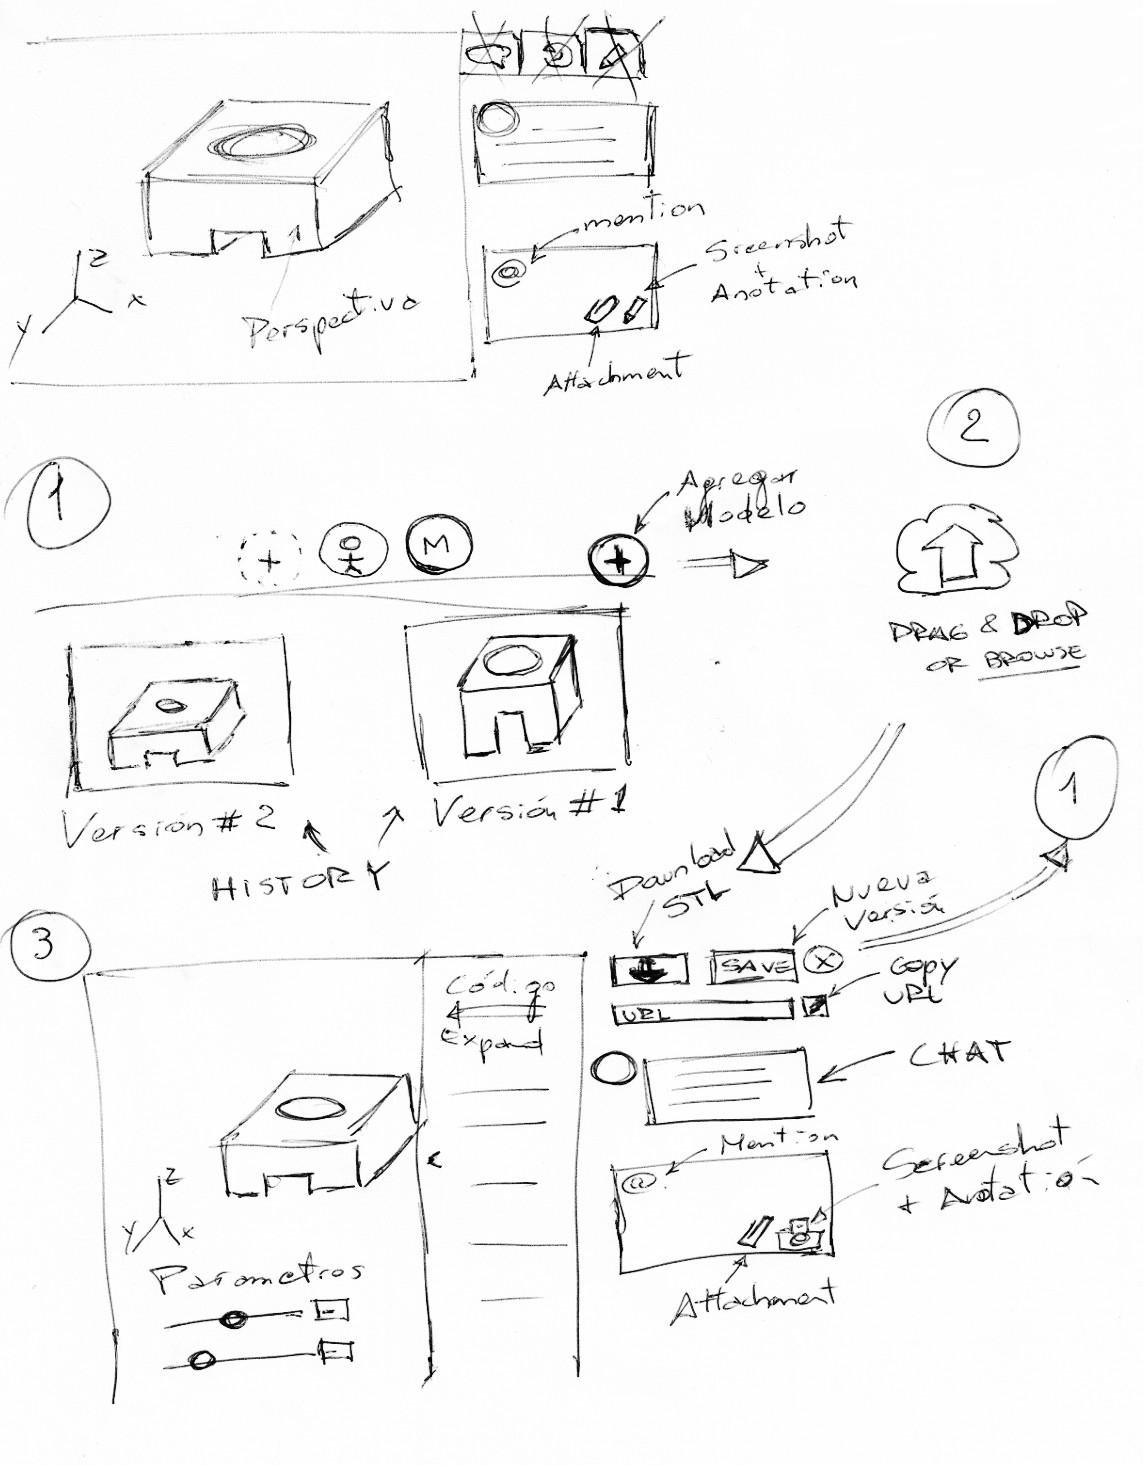 @
mention
Screenshot
+
Anotation
Z
x
y
Perspectiva
Attachment
2
1
Agregar
Modelo
+
M
+
DRAG & DROP
OR BROWSE
Versión # 2
Versión # 1
HISTORY
1
Download
STL
Nueva
Versión
3
SAVE
X
Copy
URL
URL
Código
Expand
CHAT
Mention
@
Screenshot
+ Anotatión
Z
y
x
Parametros
Attachment